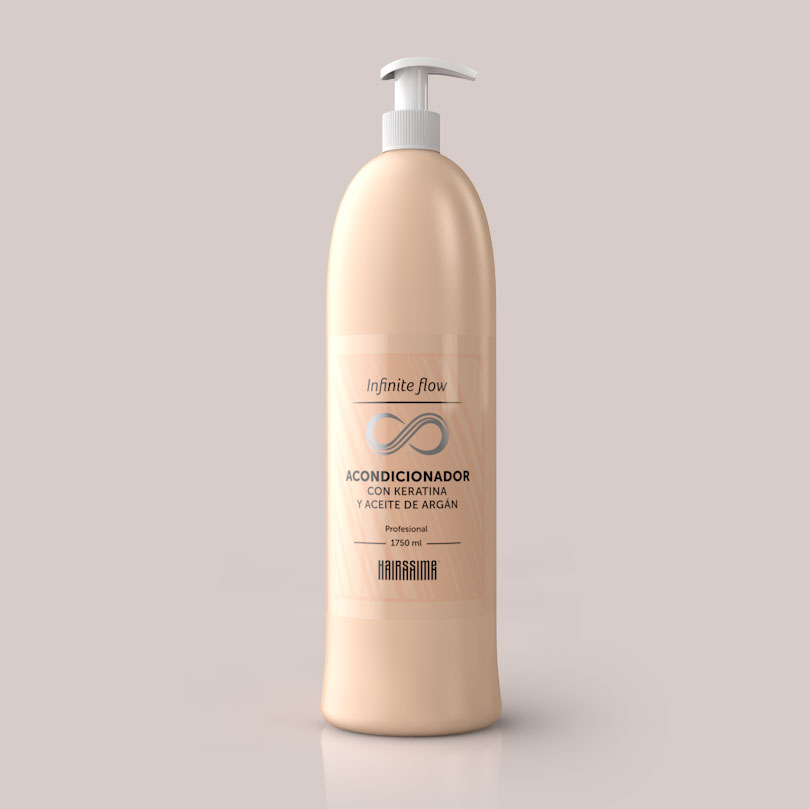 Infinite flow
ACONDICIONADOR
CON KERATINA
Y ACEITE DE ARGÁN
Profesional
1750 ml
HAIRSSIME